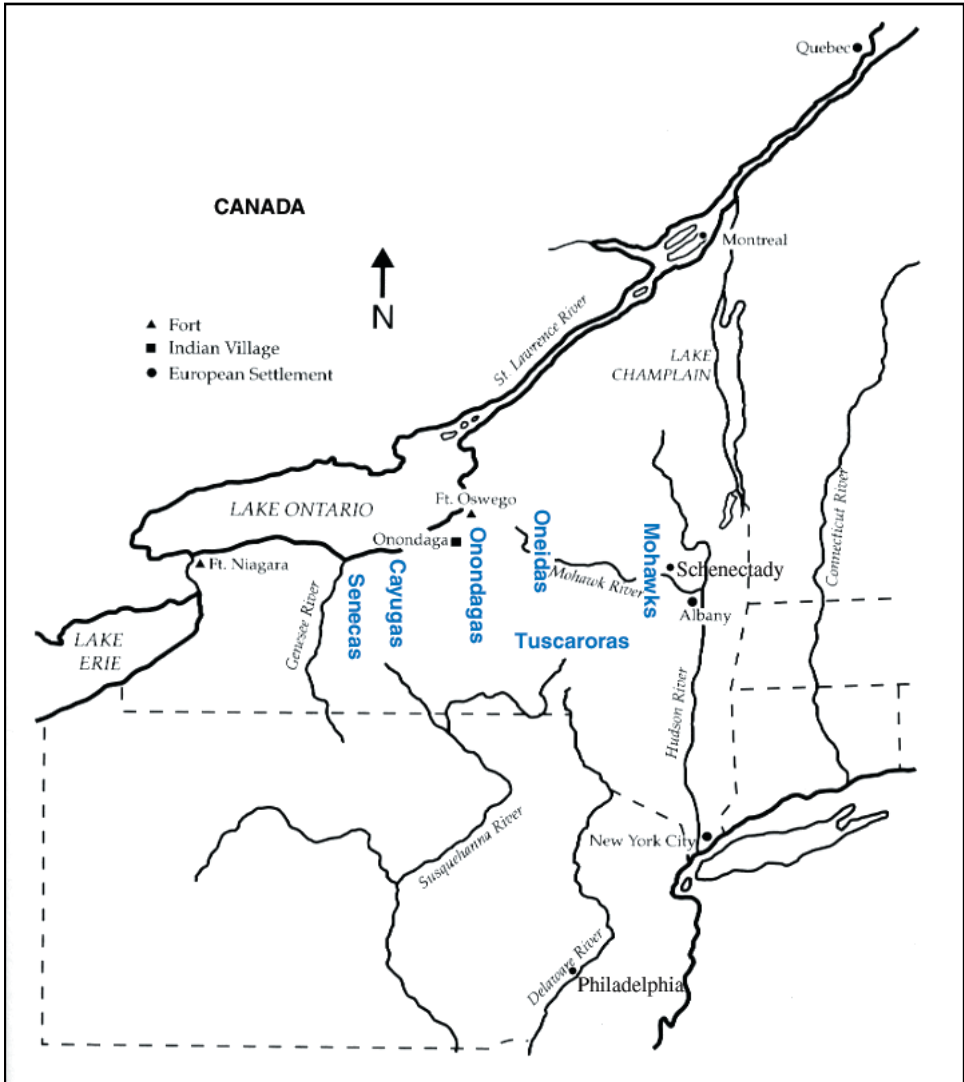 Quebec
CANADA
Montreal
N
Fort
Indian Village
European Settlement
St. Lawrence River
LAKE
CHAMPLAIN
Connecticut River
LAKE ONTARIO
Ft. Oswego
Onondaga
Ft. Niagara
Senecas
Cayugas
Onondagas
Oneidas
Mohawks
Mohawk River
Schenectady
Albany
Genesee River
Tuscaroras
LAKE
ERIE
Hudson River
New York City
Susquehanna River
Delaware River
Philadelphia